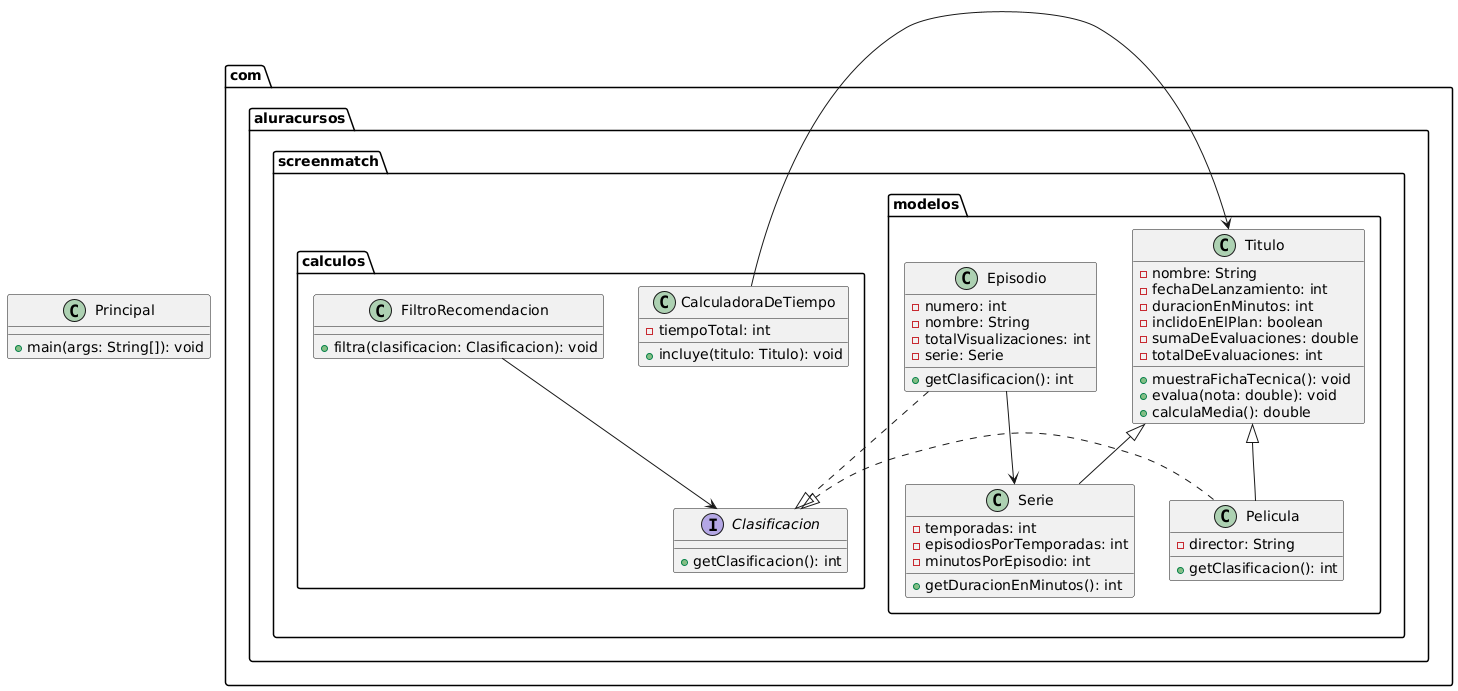 com
aluracursos
screenmatch
modelos
calculos
C Principal
main(args: String[]): void
C FiltroRecomendacion
filtra(clasificacion: Clasificacion): void
C CalculadoraDeTiempo
tiempoTotal: int
incluye(titulo: Titulo): void
I Clasificacion
getClasificacion(): int
C Episodio
numero: int
nombre: String
totalVisualizaciones: int
serie: Serie
getClasificacion(): int
C Titulo
nombre: String
fechaDeLanzamiento: int
duracionEnMinutos: int
inclidoEnElPlan: boolean
sumaDeEvaluaciones: double
totalDeEvaluaciones: int
muestraFichaTecnica(): void
evalua(nota: double): void
calculaMedia(): double
C Serie
temporadas: int
episodiosPorTemporadas: int
minutosPorEpisodio: int
getDuracionEnMinutos(): int
C Pelicula
director: String
getClasificacion(): int